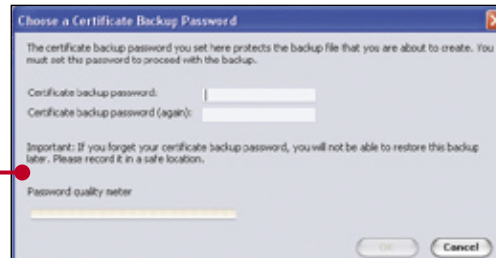 Choose a Certificate Backup Password
The certificate backup password you set here protects the backup file that you are about to create. You
must set this password to proceed with the backup.
Certificate backup password:
Certificate backup password (again):
Important: If you forget your certificate backup password, you will not be able to restore this backup
later. Please record it in a safe location.
Password quality meter
OK
Cancel